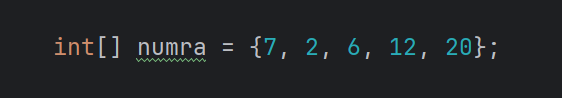 int[] numra = {7, 2, 6, 12, 20};